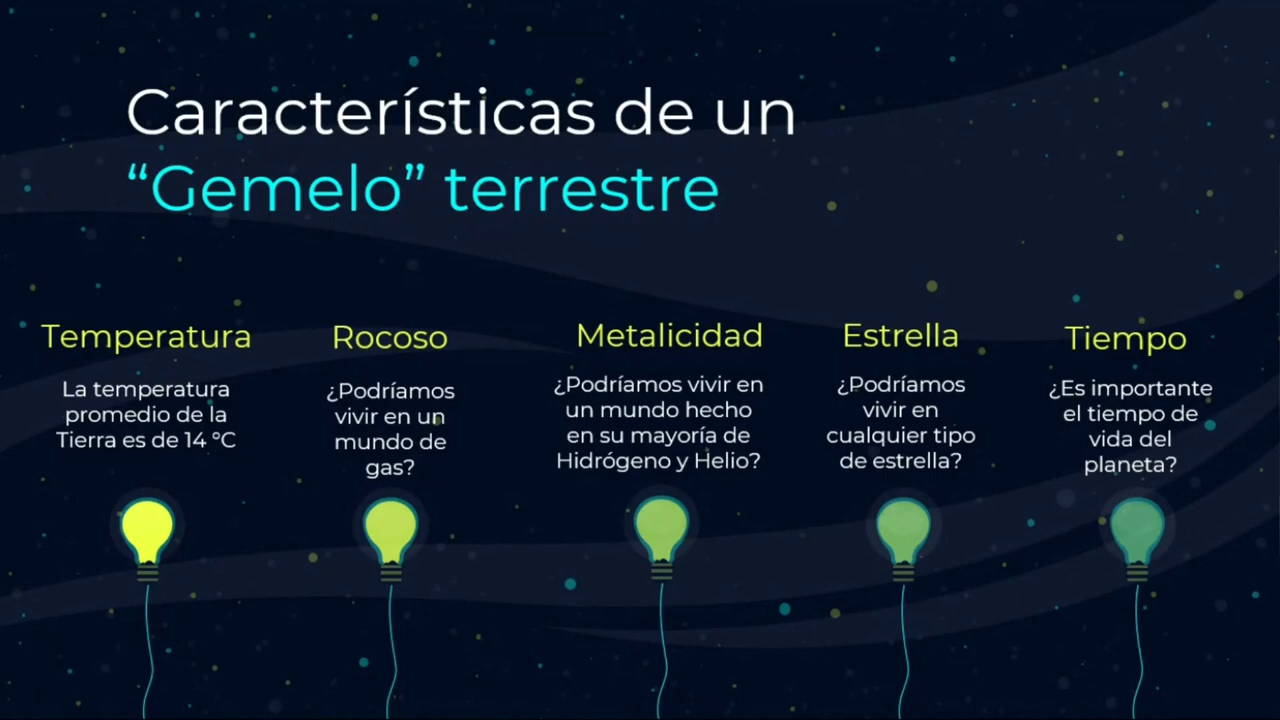 Características de un
“Gemelo” terrestre
Temperatura
La temperatura
promedio de la
Tierra es de 14 °C
Rocoso
¿Podríamos
vivir en un
mundo de
gas?
Metalicidad
¿Podríamos vivir en
un mundo hecho
en su mayoría de
Hidrógeno y Helio?
Estrella
¿Podríamos
vivir en
cualquier tipo
de estrella?
Tiempo
¿Es importante
el tiempo de
vida del
planeta?